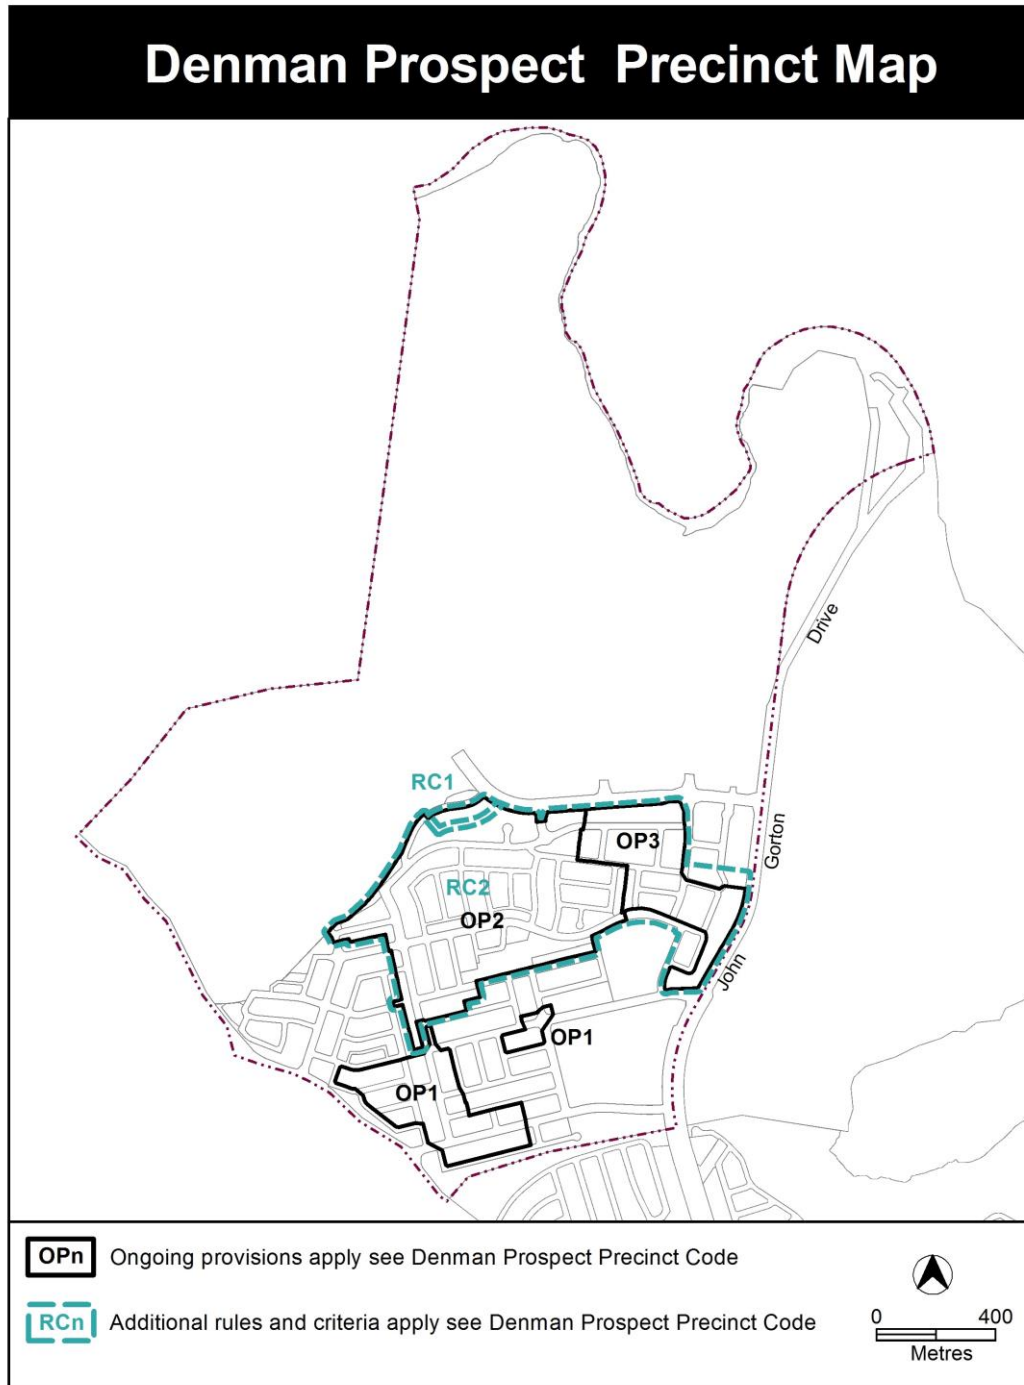 Denman Prospect Precinct Map
Drive
RC1
Gorton
OP3
RC2
OP2
John
OP1
OP1
OPn Ongoing provisions apply see Denman Prospect Precinct Code
RCn Additional rules and criteria apply see Denman Prospect Precinct Code
0 400
Metres